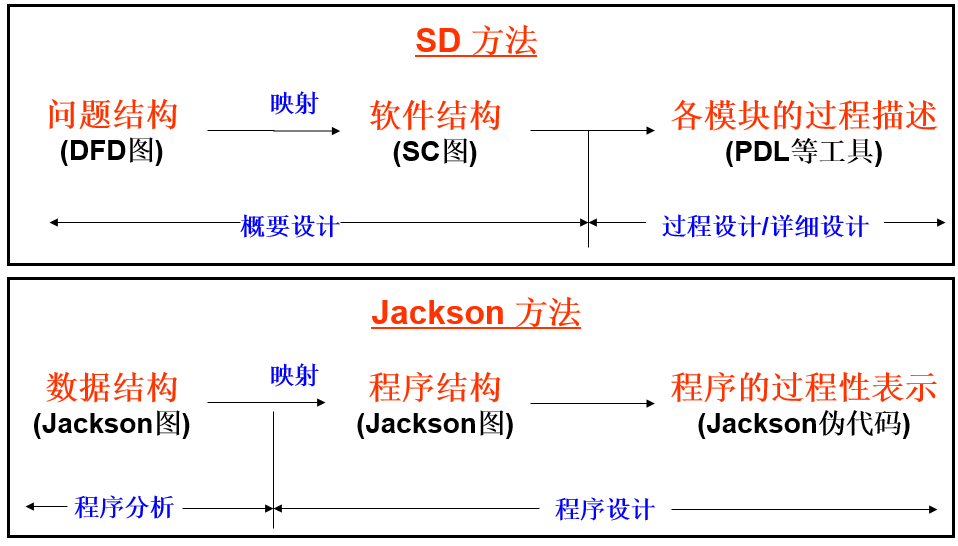 SD 方法
问题结构
(DFD图)
映射
软件结构
(SC图)
各模块的过程描述
(PDL等工具)
概要设计
过程设计/详细设计
Jackson 方法
数据结构
(Jackson图)
映射
程序结构
(Jackson图)
程序的过程性表示
(Jackson伪代码)
程序分析
程序设计